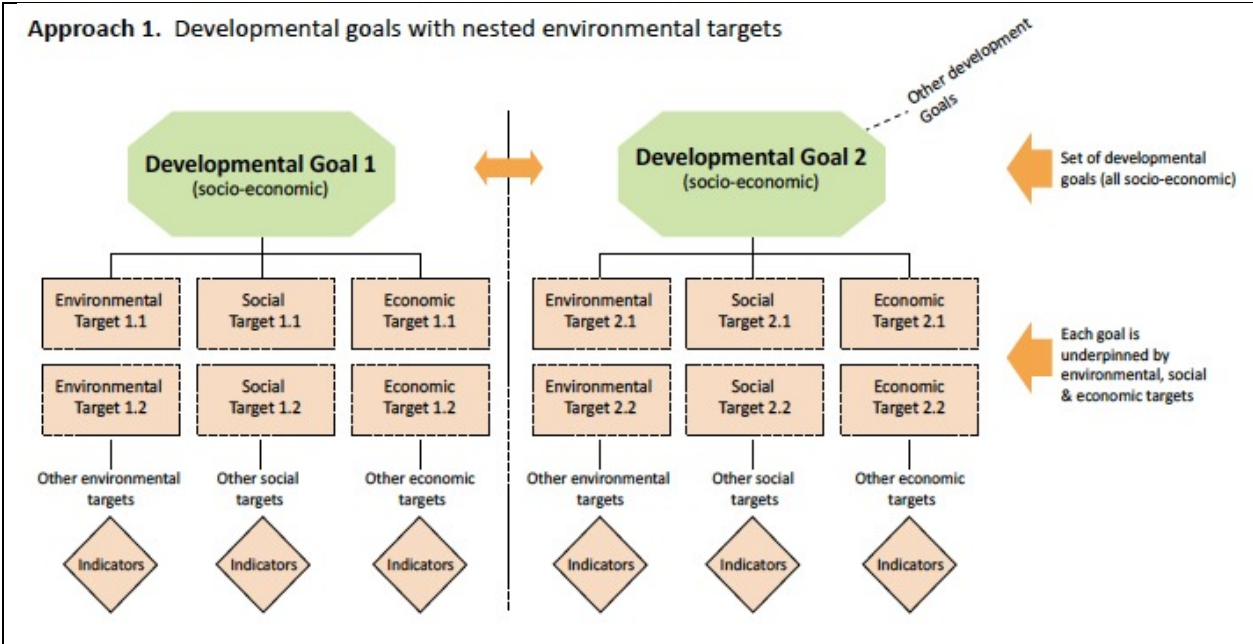 Approach 1. Developmental goals with nested environmental targets
Other development
Goals
Developmental Goal 1
(socio-economic)
Developmental Goal 2
(socio-economic)
Set of developmental
goals (all socio-economic)
Environmental
Target 1.1
Social
Target 1.1
Economic
Target 1.1
Environmental
Target 2.1
Social
Target 2.1
Economic
Target 2.1
Each goal is
underpinned by
environmental, social
& economic targets
Environmental
Target 1.2
Social
Target 1.2
Economic
Target 1.2
Environmental
Target 2.2
Social
Target 2.2
Economic
Target 2.2
Other environmental
targets
Other social
targets
Other economic
targets
Other environmental
targets
Other social
targets
Other economic
targets
Indicators
Indicators
Indicators
Indicators
Indicators
Indicators